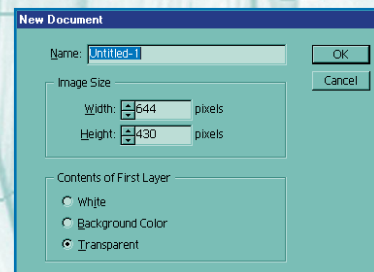 New Document
Name: Untitled-1
OK
Cancel
Image Size
Width: 644 pixels
Height: 430 pixels
Contents of First Layer
White
Background Color
Transparent